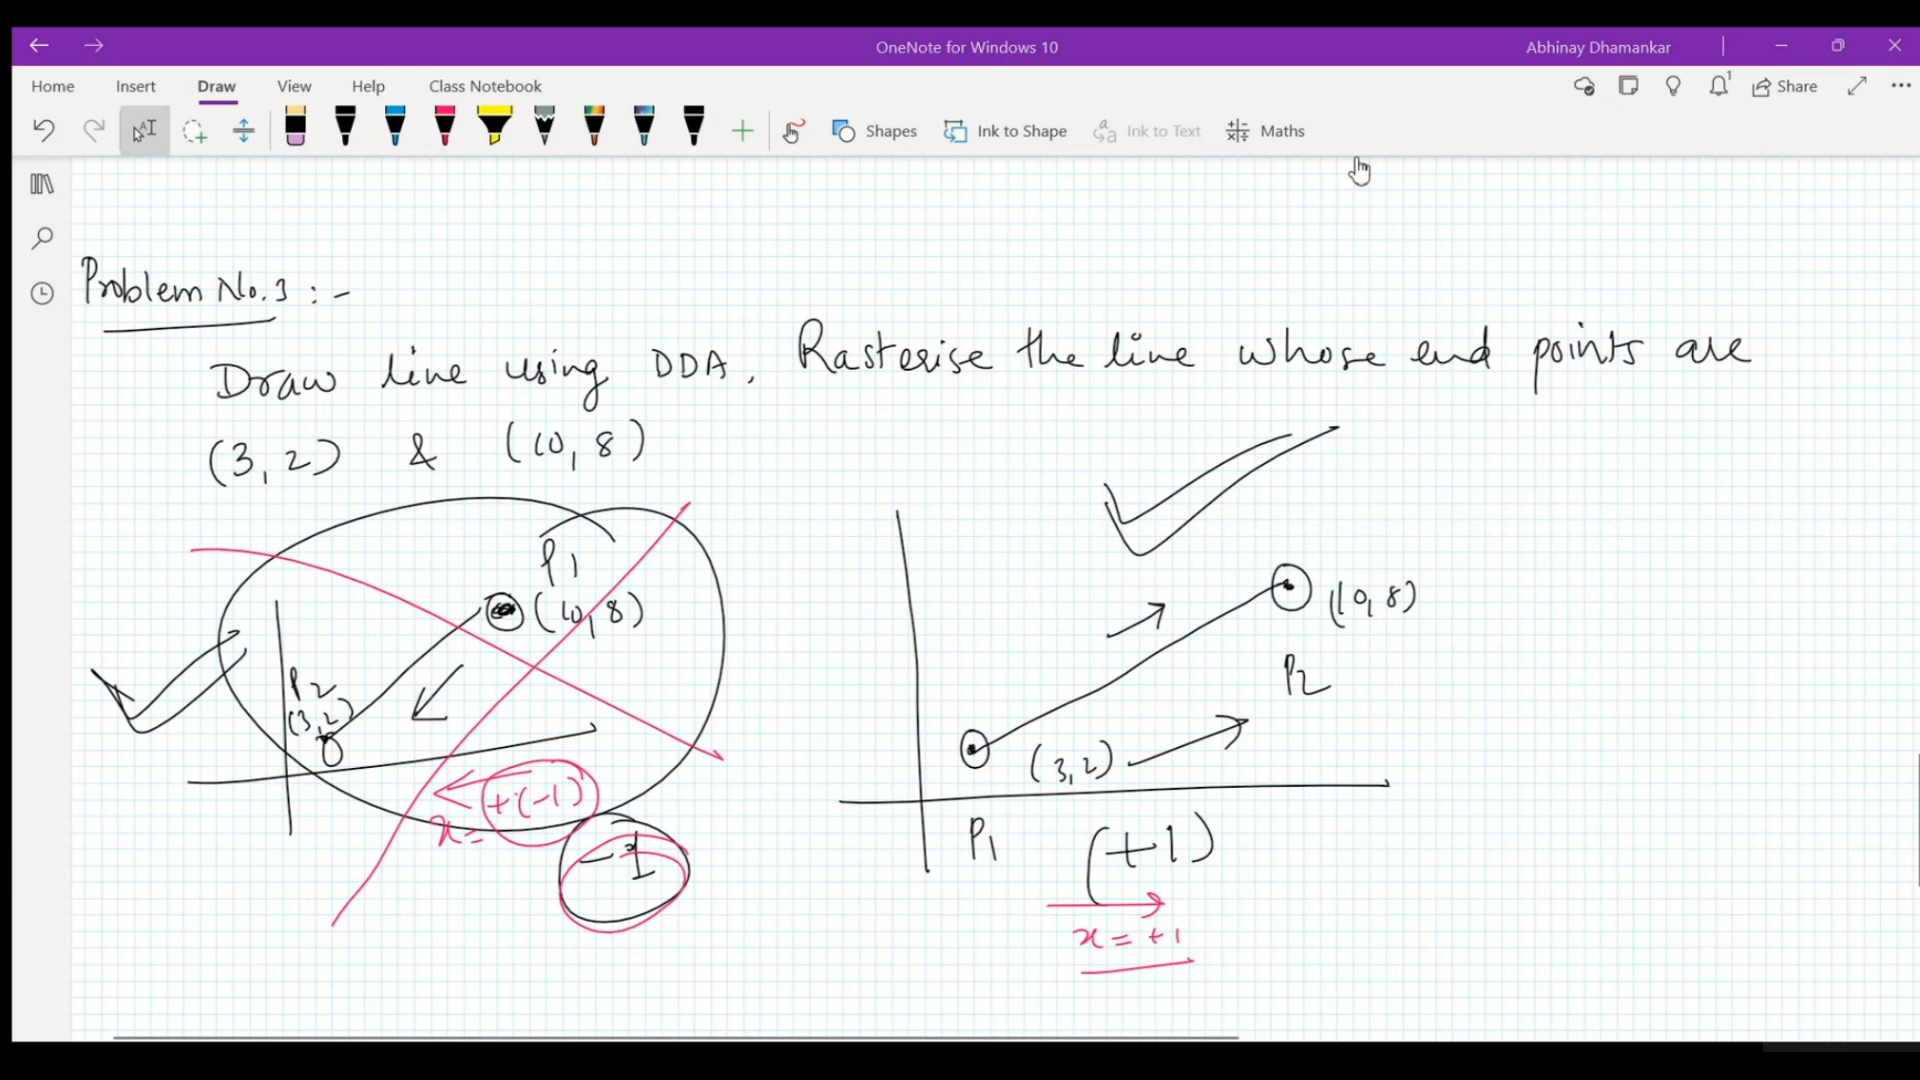 OneNote for Windows 10
Abhinay Dhamankar
Home Insert Draw View Help Class Notebook
Share
Shapes Ink to Shape Ink to Text Maths
Problem No. 3 : -
Draw line using DDA. Rasterise the line whose end points are
(3, 2) & (10, 8)
P1
(10, 8)
P2
(3, 2)
x = +(-1)
-1
(10, 8)
P2
(3, 2)
P1
(+1)
x = +1